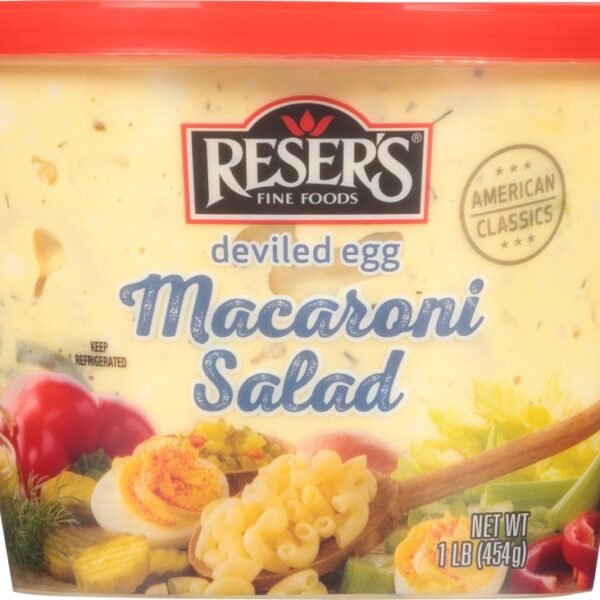 RESER'S®
FINE FOODS
AMERICAN
CLASSICS
deviled egg
Macaroni
Salad
KEEP
REFRIGERATED
NET WT
1 LB (454g)